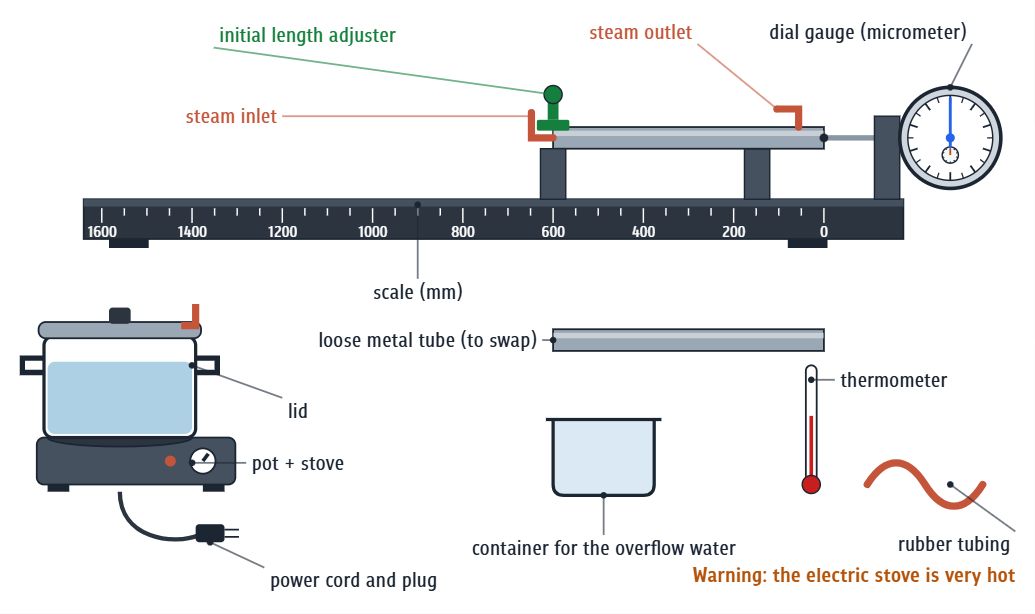 initial length adjuster
steam outlet
dial gauge (micrometer)
steam inlet
1600 1400 1200 1000 800 600 400 200 0
scale (mm)
loose metal tube (to swap)
thermometer
lid
pot + stove
container for the overflow water
rubber tubing
power cord and plug
Warning: the electric stove is very hot